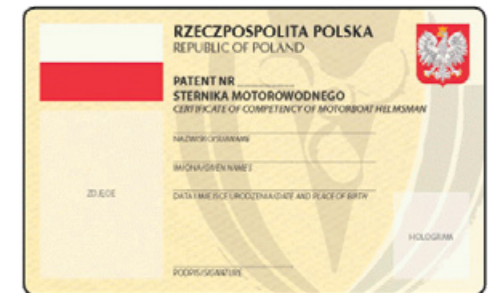 RZECZPOSPOLITA POLSKA
REPUBLIC OF POLAND
PATENT NR
STERNIKA MOTOROWODNEGO
CERTIFICATE OF COMPETENCY OF MOTORBOAT HELMSMAN
NAZWISKO/SURNAME
IMIONA/GIVEN NAMES
DATA I MIEJSCE URODZENIA/DATE AND PLACE OF BIRTH
ZDJĘCIE
HOLOGRAM
PODPIS/SIGNATURE